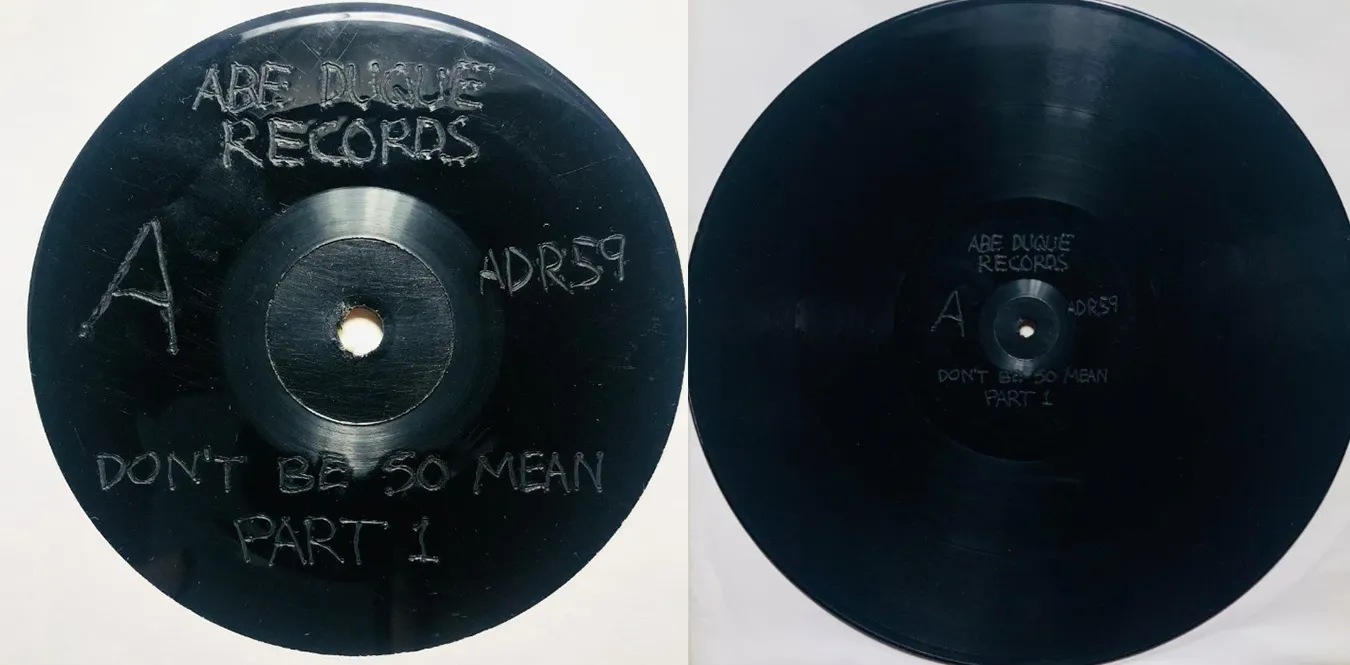 ABE DUQUE
RECORDS
A
ADR59
DON'T BE SO MEAN
PART 1
ABE DUQUE
RECORDS
A
ADR59
DON'T BE SO MEAN
PART 1